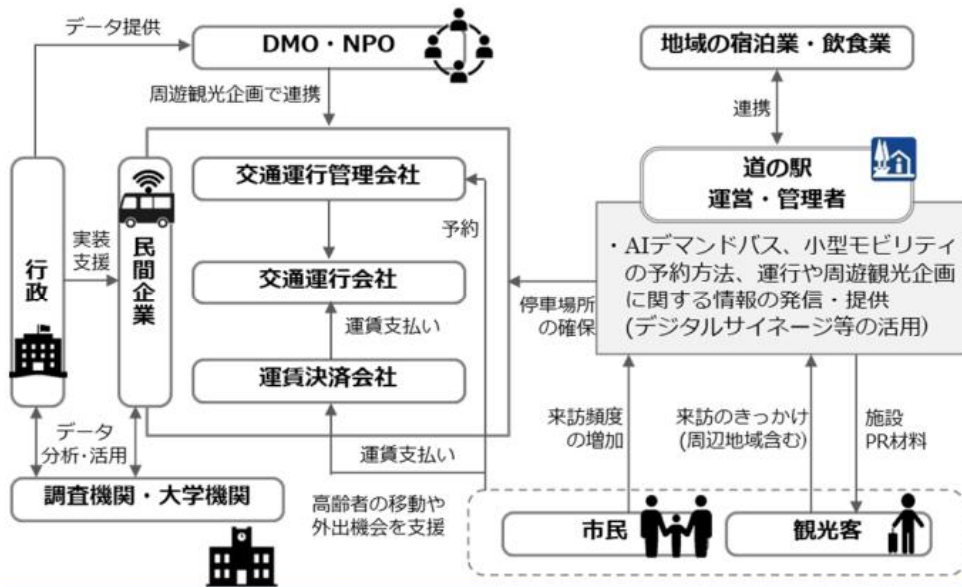 データ提供
DMO・NPO
地域の宿泊業・飲食業
周遊観光企画で連携
連携
交通運行管理会社
道の駅
運営・管理者
予約
行政
実装
支援
民間企業
交通運行会社
・AIデマンドバス、小型モビリティ
の予約方法、運行や周遊観光企画
に関する情報の発信・提供
(デジタルサイネージ等の活用)
停車場所
の確保
運賃支払い
運賃決済会社
データ
分析・活用
運賃支払い
来訪頻度
の増加
来訪のきっかけ
(周辺地域含む)
施設
PR材料
調査機関・大学機関
高齢者の移動や
外出機会を支援
市民
観光客